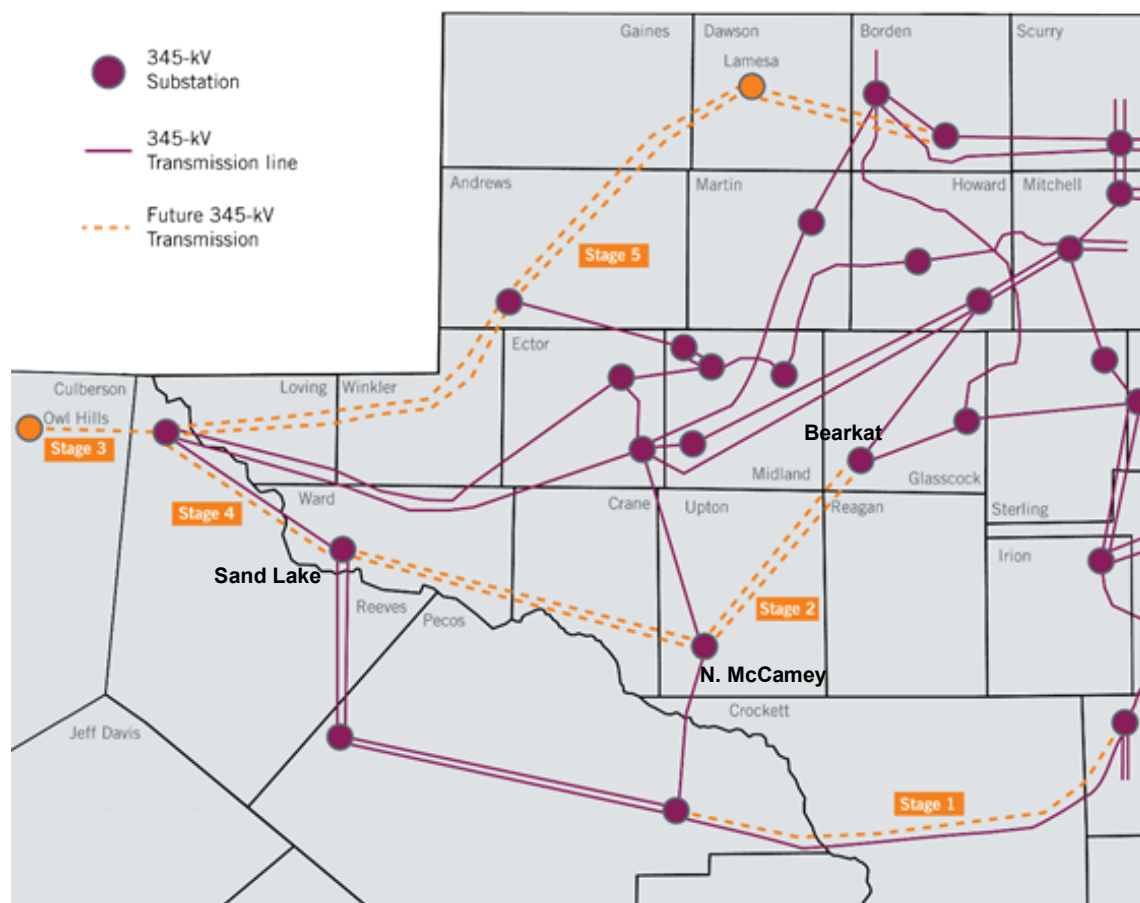 345-kV
Substation
345-kV
Transmission line
Future 345-kV
Transmission
Gaines
Dawson
Borden
Scurry
Lamesa
Andrews
Martin
Howard
Mitchell
Stage 5
Ector
Culberson
Loving
Winkler
Owl Hills
Stage 3
Bearkat
Midland
Glasscock
Ward
Crane
Upton
Reagan
Sterling
Stage 4
Irion
Sand Lake
Reeves
Pecos
Stage 2
N. McCamey
Crockett
Jeff Davis
Stage 1